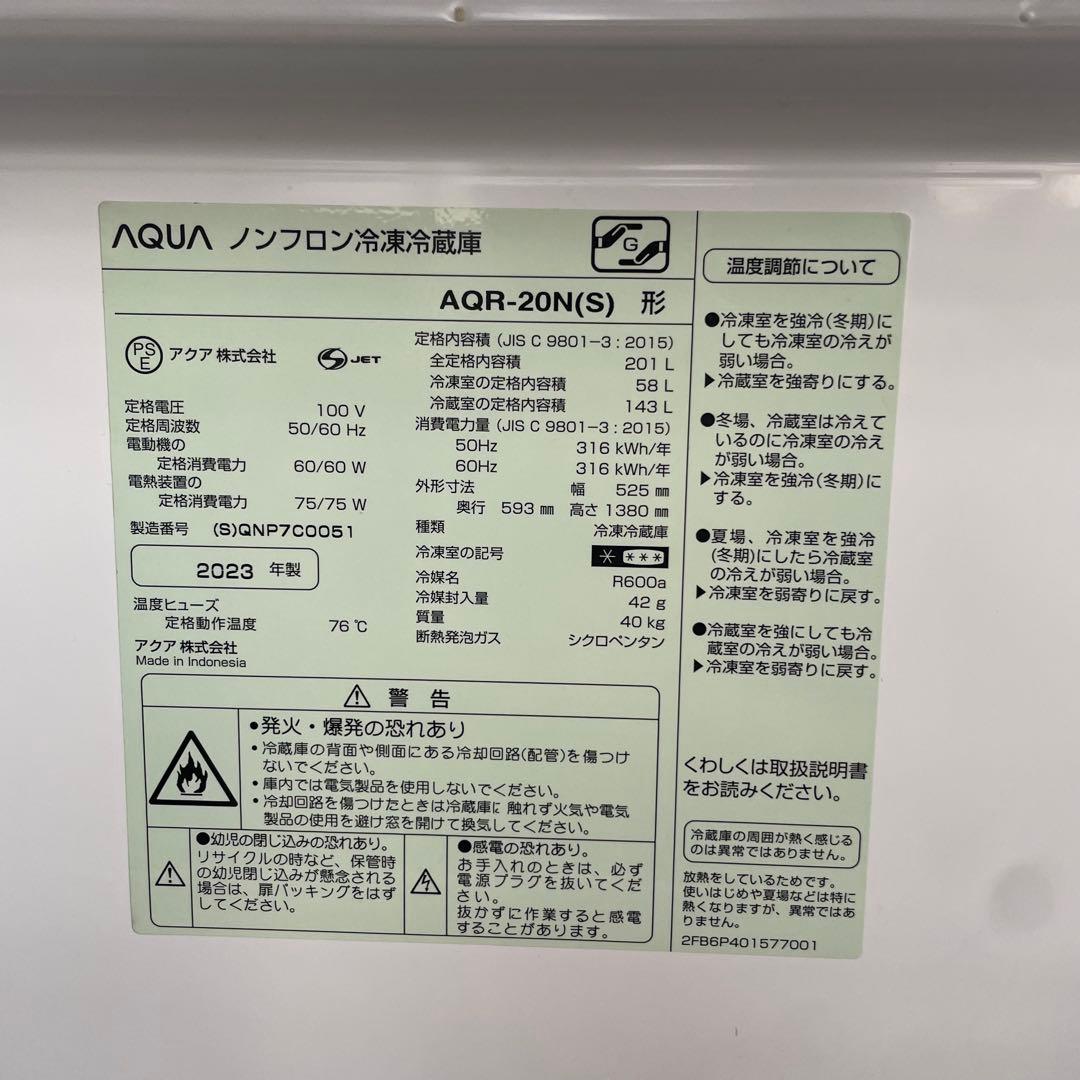 AQUA ノンフロン冷凍冷蔵庫
G
AQR-20N(S) 形
PS
E
アクア 株式会社
S JET
定格電圧 100 V
定格周波数 50/60 Hz
電動機の
定格消費電力 60/60 W
電熱装置の
定格消費電力 75/75 W
製造番号 (S)QNP7C0051
2023 年製
温度ヒューズ
定格動作温度 76 ℃
アクア 株式会社
Made in Indonesia
定格内容積 (JIS C 9801-3 : 2015)
全定格内容積 201 L
冷凍室の定格内容積 58 L
冷蔵室の定格内容積 143 L
消費電力量 (JIS C 9801-3 : 2015)
50Hz 316 kWh/年
60Hz 316 kWh/年
外形寸法 幅 525 ㎜
奥行 593 ㎜ 高さ 1380 ㎜
種類 冷凍冷蔵庫
冷凍室の記号 * ***
冷媒名 R600a
冷媒封入量 42 g
質量 40 kg
断熱発泡ガス シクロペンタン
⚠ 警 告
•発火・爆発の恐れあり
・冷蔵庫の背面や側面にある冷却回路(配管)を傷つけ
ないでください。
・庫内では電気製品を使用しないでください。
・冷却回路を傷つけたときは冷蔵庫に 触れず火気や電気
製品の使用を避け窓を開けて換気してください。
●幼児の閉じ込みの恐れあり。
リサイクルの時など、保管時
の幼児閉じ込みが懸念される
場合は、扉パッキングをはず
してください。
●感電の恐れあり。
お手入れのときは、必ず
電源プラグを抜いてくだ
さい。
抜かずに作業すると感電
することがあります。
温度調節について
●冷凍室を強冷(冬期)に
しても冷凍室の冷えが
弱い場合。
▶冷蔵室を強寄りにする。
●冬場、冷蔵室は冷えて
いるのに冷凍室の冷え
が弱い場合。
▶冷凍室を強冷(冬期)に
する。
●夏場、冷凍室を強冷
(冬期)にしたら冷蔵室
の冷えが弱い場合。
▶冷凍室を弱寄りに戻す。
●冷蔵室を強にしても冷
蔵室の冷えが弱い場合。
▶冷凍室を弱寄りに戻す。
くわしくは取扱説明書
をお読みください。
冷蔵庫の周囲が熱く感じる
のは異常ではありません。
放熱をしているためです。
使いはじめや夏場などは特に
熱くなりますが、異常ではあ
りません。
2FB6P401577001